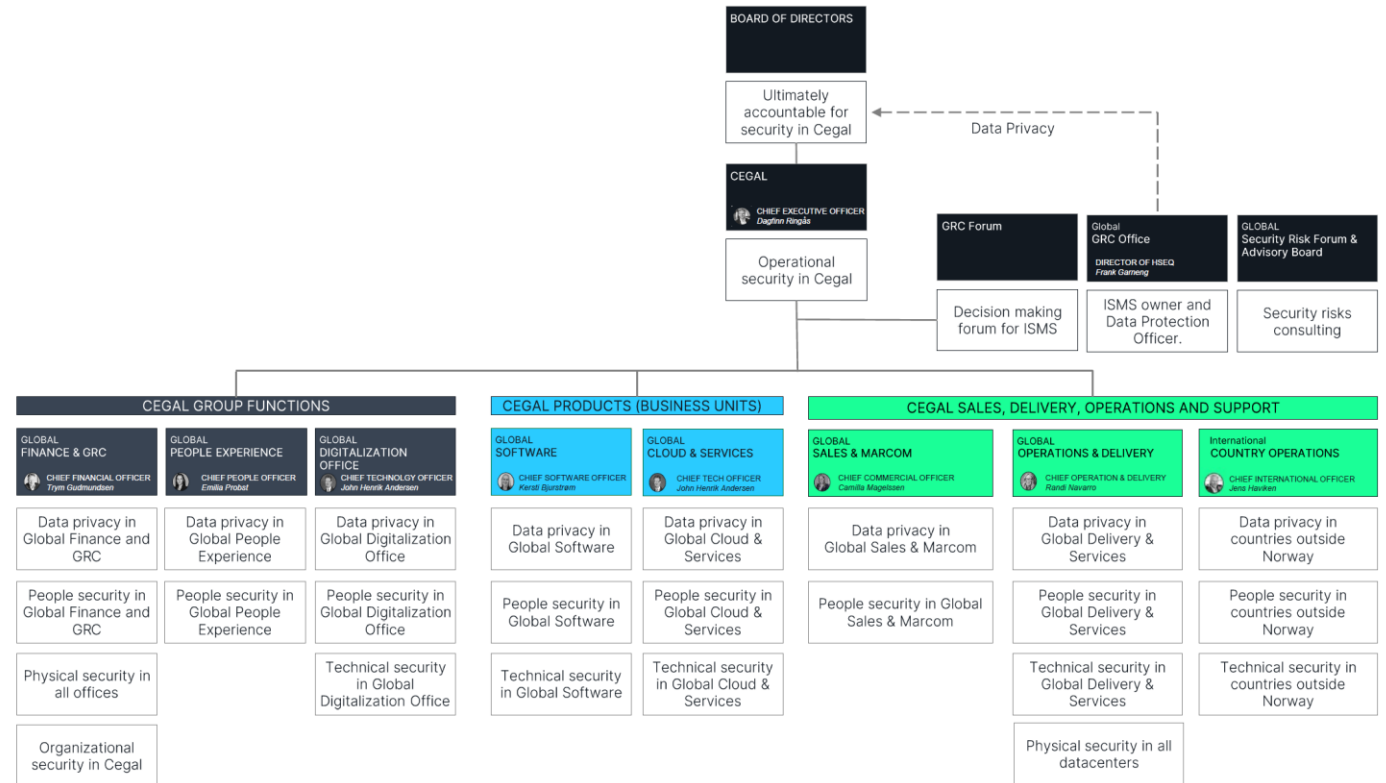 BOARD OF DIRECTORS
Ultimately
accountable for
security in Cegal
Data Privacy
CEGAL
CHIEF EXECUTIVE OFFICER
Dagfinn Ringås
Operational
security in Cegal
GRC Forum
Decision making
forum for ISMS
Global
GRC Office
DIRECTOR OF HSEQ
Frank Gameng
ISMS owner and
Data Protection
Officer.
GLOBAL
Security Risk Forum &
Advisory Board
Security risks
consulting
CEGAL GROUP FUNCTIONS
GLOBAL
FINANCE & GRC
CHIEF FINANCIAL OFFICER
Trym Gudmundsen
Data privacy in
Global Finance and
GRC
People security in
Global Finance and
GRC
Physical security in
all offices
Organizational
security in Cegal
GLOBAL
PEOPLE EXPERIENCE
CHIEF PEOPLE OFFICER
Emilia Probst
Data privacy in
Global People
Experience
People security in
Global People
Experience
GLOBAL
DIGITALIZATION
OFFICE
CHIEF TECHNOLGY OFFICER
John Henrik Andersen
Data privacy in
Global Digitalization
Office
People security in
Global Digitalization
Office
Technical security
in Global
Digitalization Office
CEGAL PRODUCTS (BUSINESS UNITS)
GLOBAL
SOFTWARE
CHIEF SOFTWARE OFFICER
Kersti Bjurstrøm
Data privacy in
Global Software
People security in
Global Software
Technical security
in Global Software
GLOBAL
CLOUD & SERVICES
CHIEF TECH OFFICER
John Henrik Andersen
Data privacy in
Global Cloud &
Services
People security in
Global Cloud &
Services
Technical security
in Global Cloud &
Services
CEGAL SALES, DELIVERY, OPERATIONS AND SUPPORT
GLOBAL
SALES & MARCOM
CHIEF COMMERCIAL OFFICER
Camilla Magelssen
Data privacy in
Global Sales & Marcom
People security in Global
Sales & Marcom
GLOBAL
OPERATIONS & DELIVERY
CHIEF OPERATION & DELIVERY
Randi Navarro
Data privacy in
Global Delivery &
Services
People security in
Global Delivery &
Services
Technical security in
Global Delivery &
Services
Physical security in all
datacenters
International
COUNTRY OPERATIONS
CHIEF INTERNATIONAL OFFICER
Jens Haviken
Data privacy in
countries outside
Norway
People security in
countries outside
Norway
Technical security in
countries outside
Norway